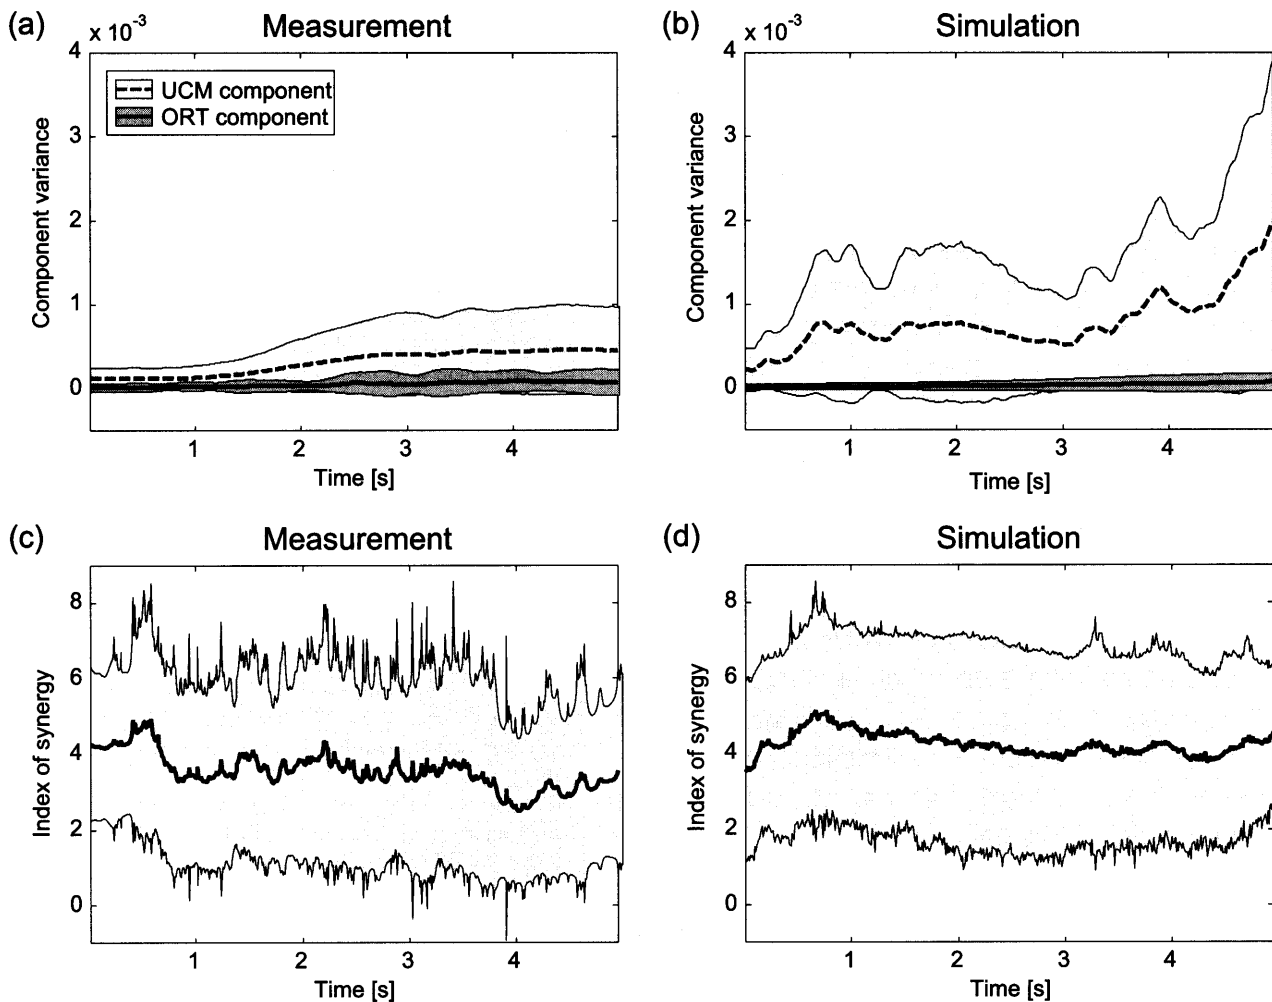 (a)
× 10⁻³
Measurement
4
3
2
1
0
Component variance
UCM component
ORT component
1 2 3 4
Time [s]
(b)
× 10⁻³
Simulation
4
3
2
1
0
Component variance
1 2 3 4
Time [s]
(c)
Measurement
8
6
4
2
0
Index of synergy
1 2 3 4
Time [s]
(d)
Simulation
8
6
4
2
0
Index of synergy
1 2 3 4
Time [s]